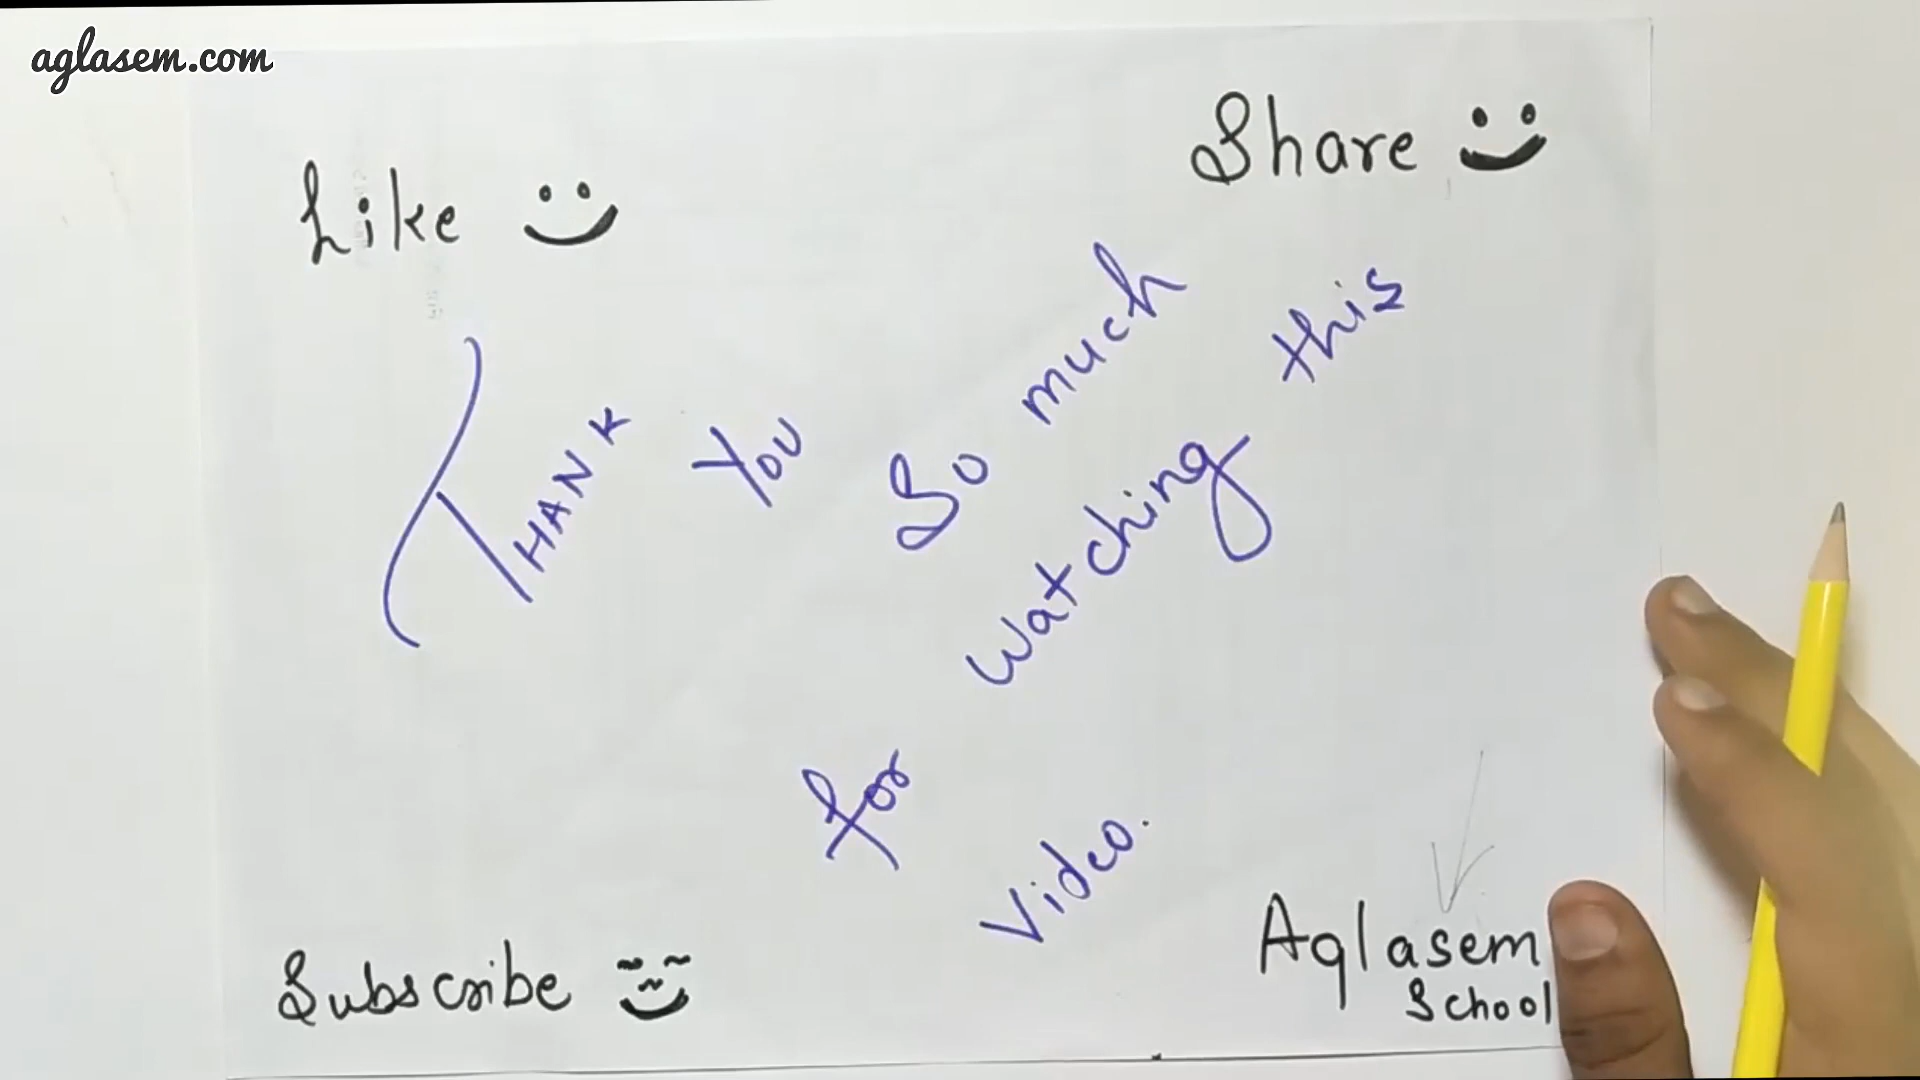 aglasem.com
Like
Share
THANK YOU So much
for watching this
Video.
Subscribe
Aglasem
School